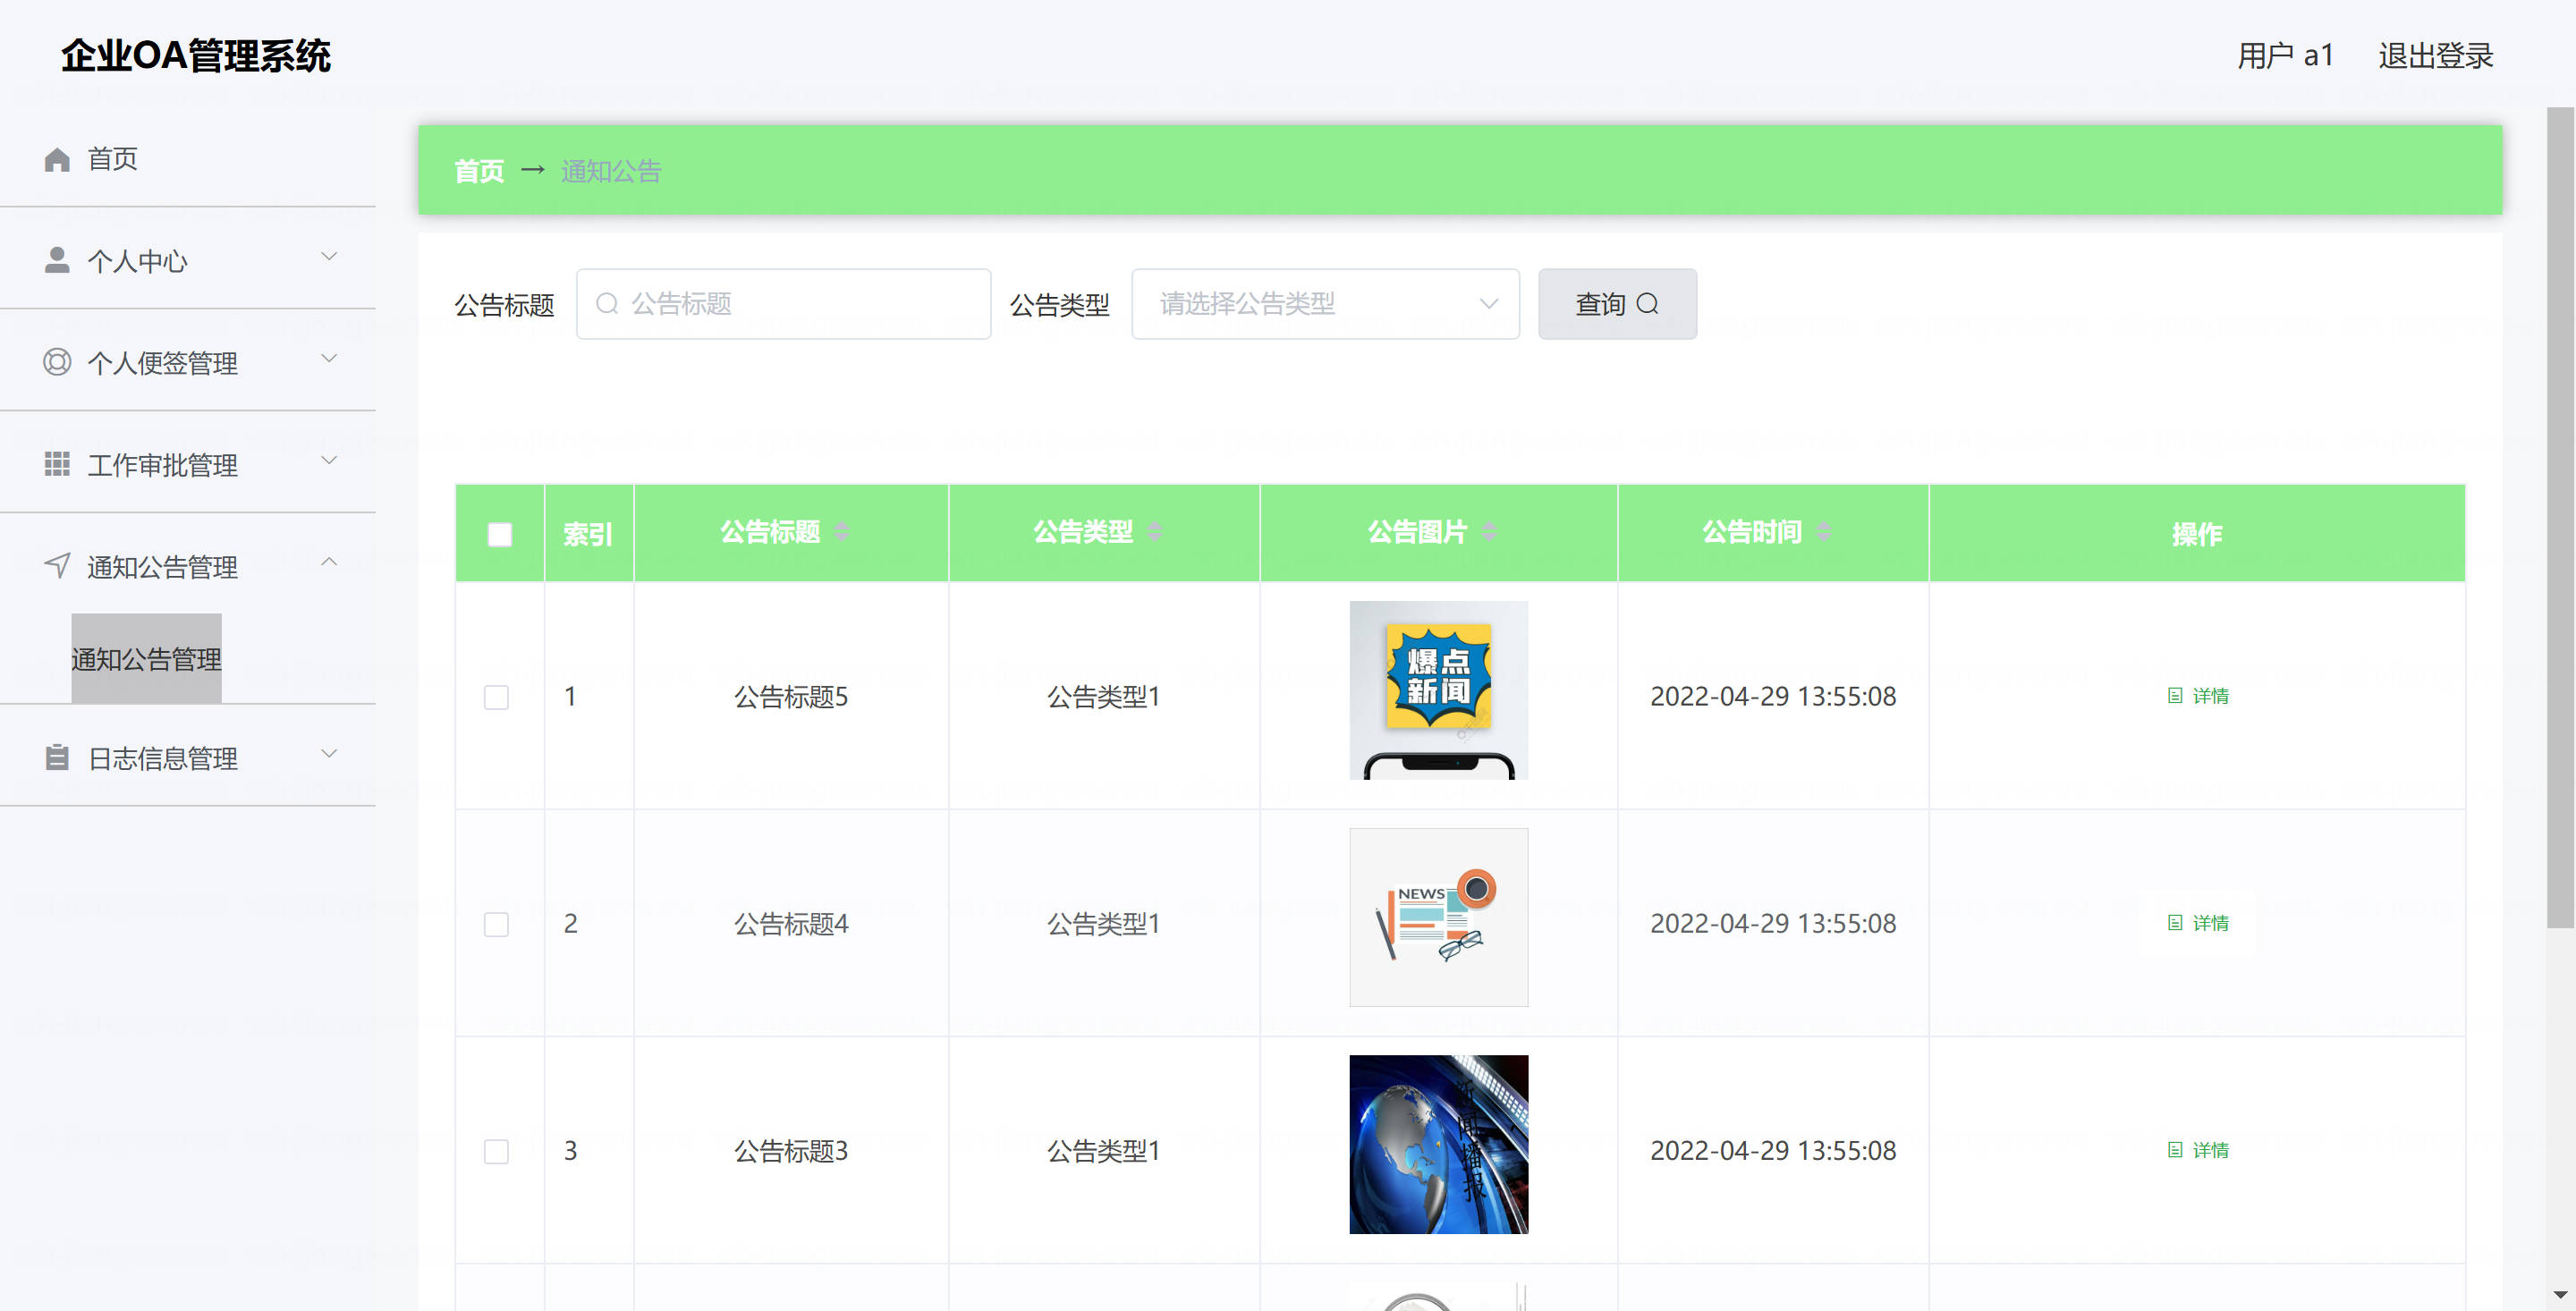 企业OA管理系统
用户 a1 退出登录
首页
个人中心
个人便签管理
工作审批管理
通知公告管理
通知公告管理
日志信息管理
首页 → 通知公告
公告标题 公告标题 公告类型 请选择公告类型 查询
索引 公告标题 公告类型 公告图片 公告时间 操作
1 公告标题5 公告类型1 2022-04-29 13:55:08 详情
爆点
新闻
2 公告标题4 公告类型1 2022-04-29 13:55:08 详情
NEWS
3 公告标题3 公告类型1 2022-04-29 13:55:08 详情
新闻播报